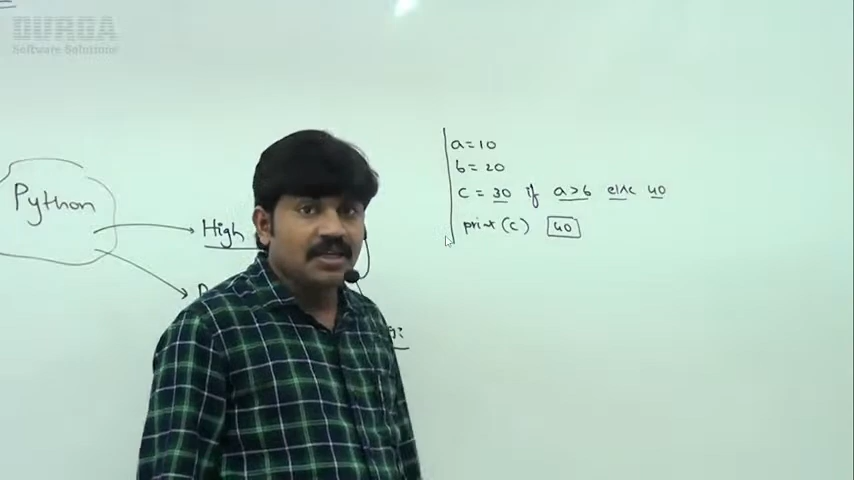 DURGA
Software Solutions
Python
High
a=10
b=20
c = 30 if a>b else 40
print(c) 40